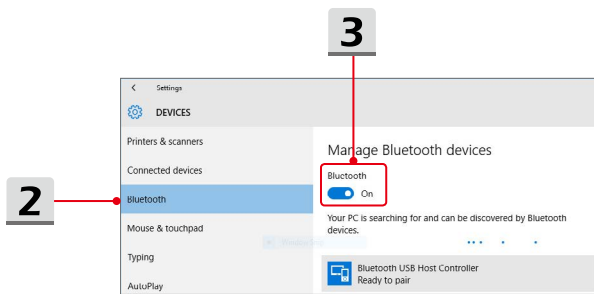 3
Settings
DEVICES
Printers & scanners
Connected devices
2
Bluetooth
Mouse & touchpad
Typing
AutoPlay
Manage Bluetooth devices
Bluetooth
On
Your PC is searching for and can be discovered by Bluetooth
devices.
Bluetooth USB Host Controller
Ready to pair